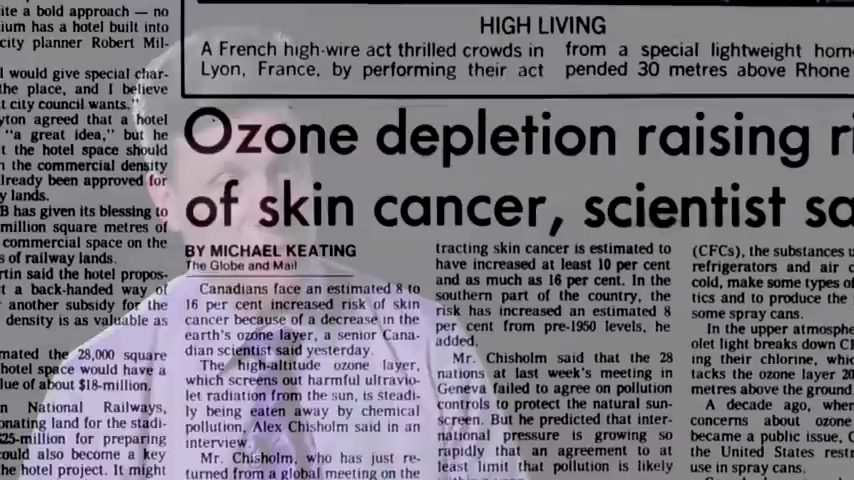 ite a bold approach — no
ium has a hotel built into
city planner Robert Mil-
I would give special char-
the place, and I believe
t city council wants."
yton agreed that a hotel
"a great idea," but he
t the hotel space should
n the commercial density
lready been approved for
y lands.
B has given its blessing to
million square metres of
commercial space on the
s of railway lands.
rtin said the hotel propos-
t a back-handed way of
another subsidy for the
density is as valuable as
mated the 28,000 square
hotel space would have a
lue of about $18-million.
n National Railways,
onating land for the stadi-
$25-million for preparing
could also become a key
the hotel project. It might
HIGH LIVING
A French high-wire act thrilled crowds in
Lyon, France, by performing their act
from a special lightweight hom
pended 30 metres above Rhone
Ozone depletion raising ri
of skin cancer, scientist sa
BY MICHAEL KEATING
The Globe and Mail
Canadians face an estimated 8 to
16 per cent increased risk of skin
cancer because of a decrease in the
earth's ozone layer, a senior Cana-
dian scientist said yesterday.
The high-altitude ozone layer,
which screens out harmful ultravio-
let radiation from the sun, is steadi-
ly being eaten away by chemical
pollution, Alex Chisholm said in an
interview.
Mr. Chisholm, who has just re-
turned from a global meeting on the
tracting skin cancer is estimated to
have increased at least 10 per cent
and as much as 16 per cent. In the
southern part of the country, the
risk has increased an estimated 8
per cent from pre-1950 levels, he
added.
Mr. Chisholm said that the 28
nations at last week's meeting in
Geneva failed to agree on pollution
controls to protect the natural sun-
screen. But he predicted that inter-
national pressure is growing so
rapidly that an agreement to at
least limit that pollution is likely
(CFCs), the substances u
refrigerators and air c
cold, make some types of
tics and to produce the
some spray cans.
In the upper atmosphe
olet light breaks down CF
ing their chlorine, whic
tacks the ozone layer 20
metres above the ground.
A decade ago, when
concerns about ozone
became a public issue, C
the United States restr
use in spray cans.